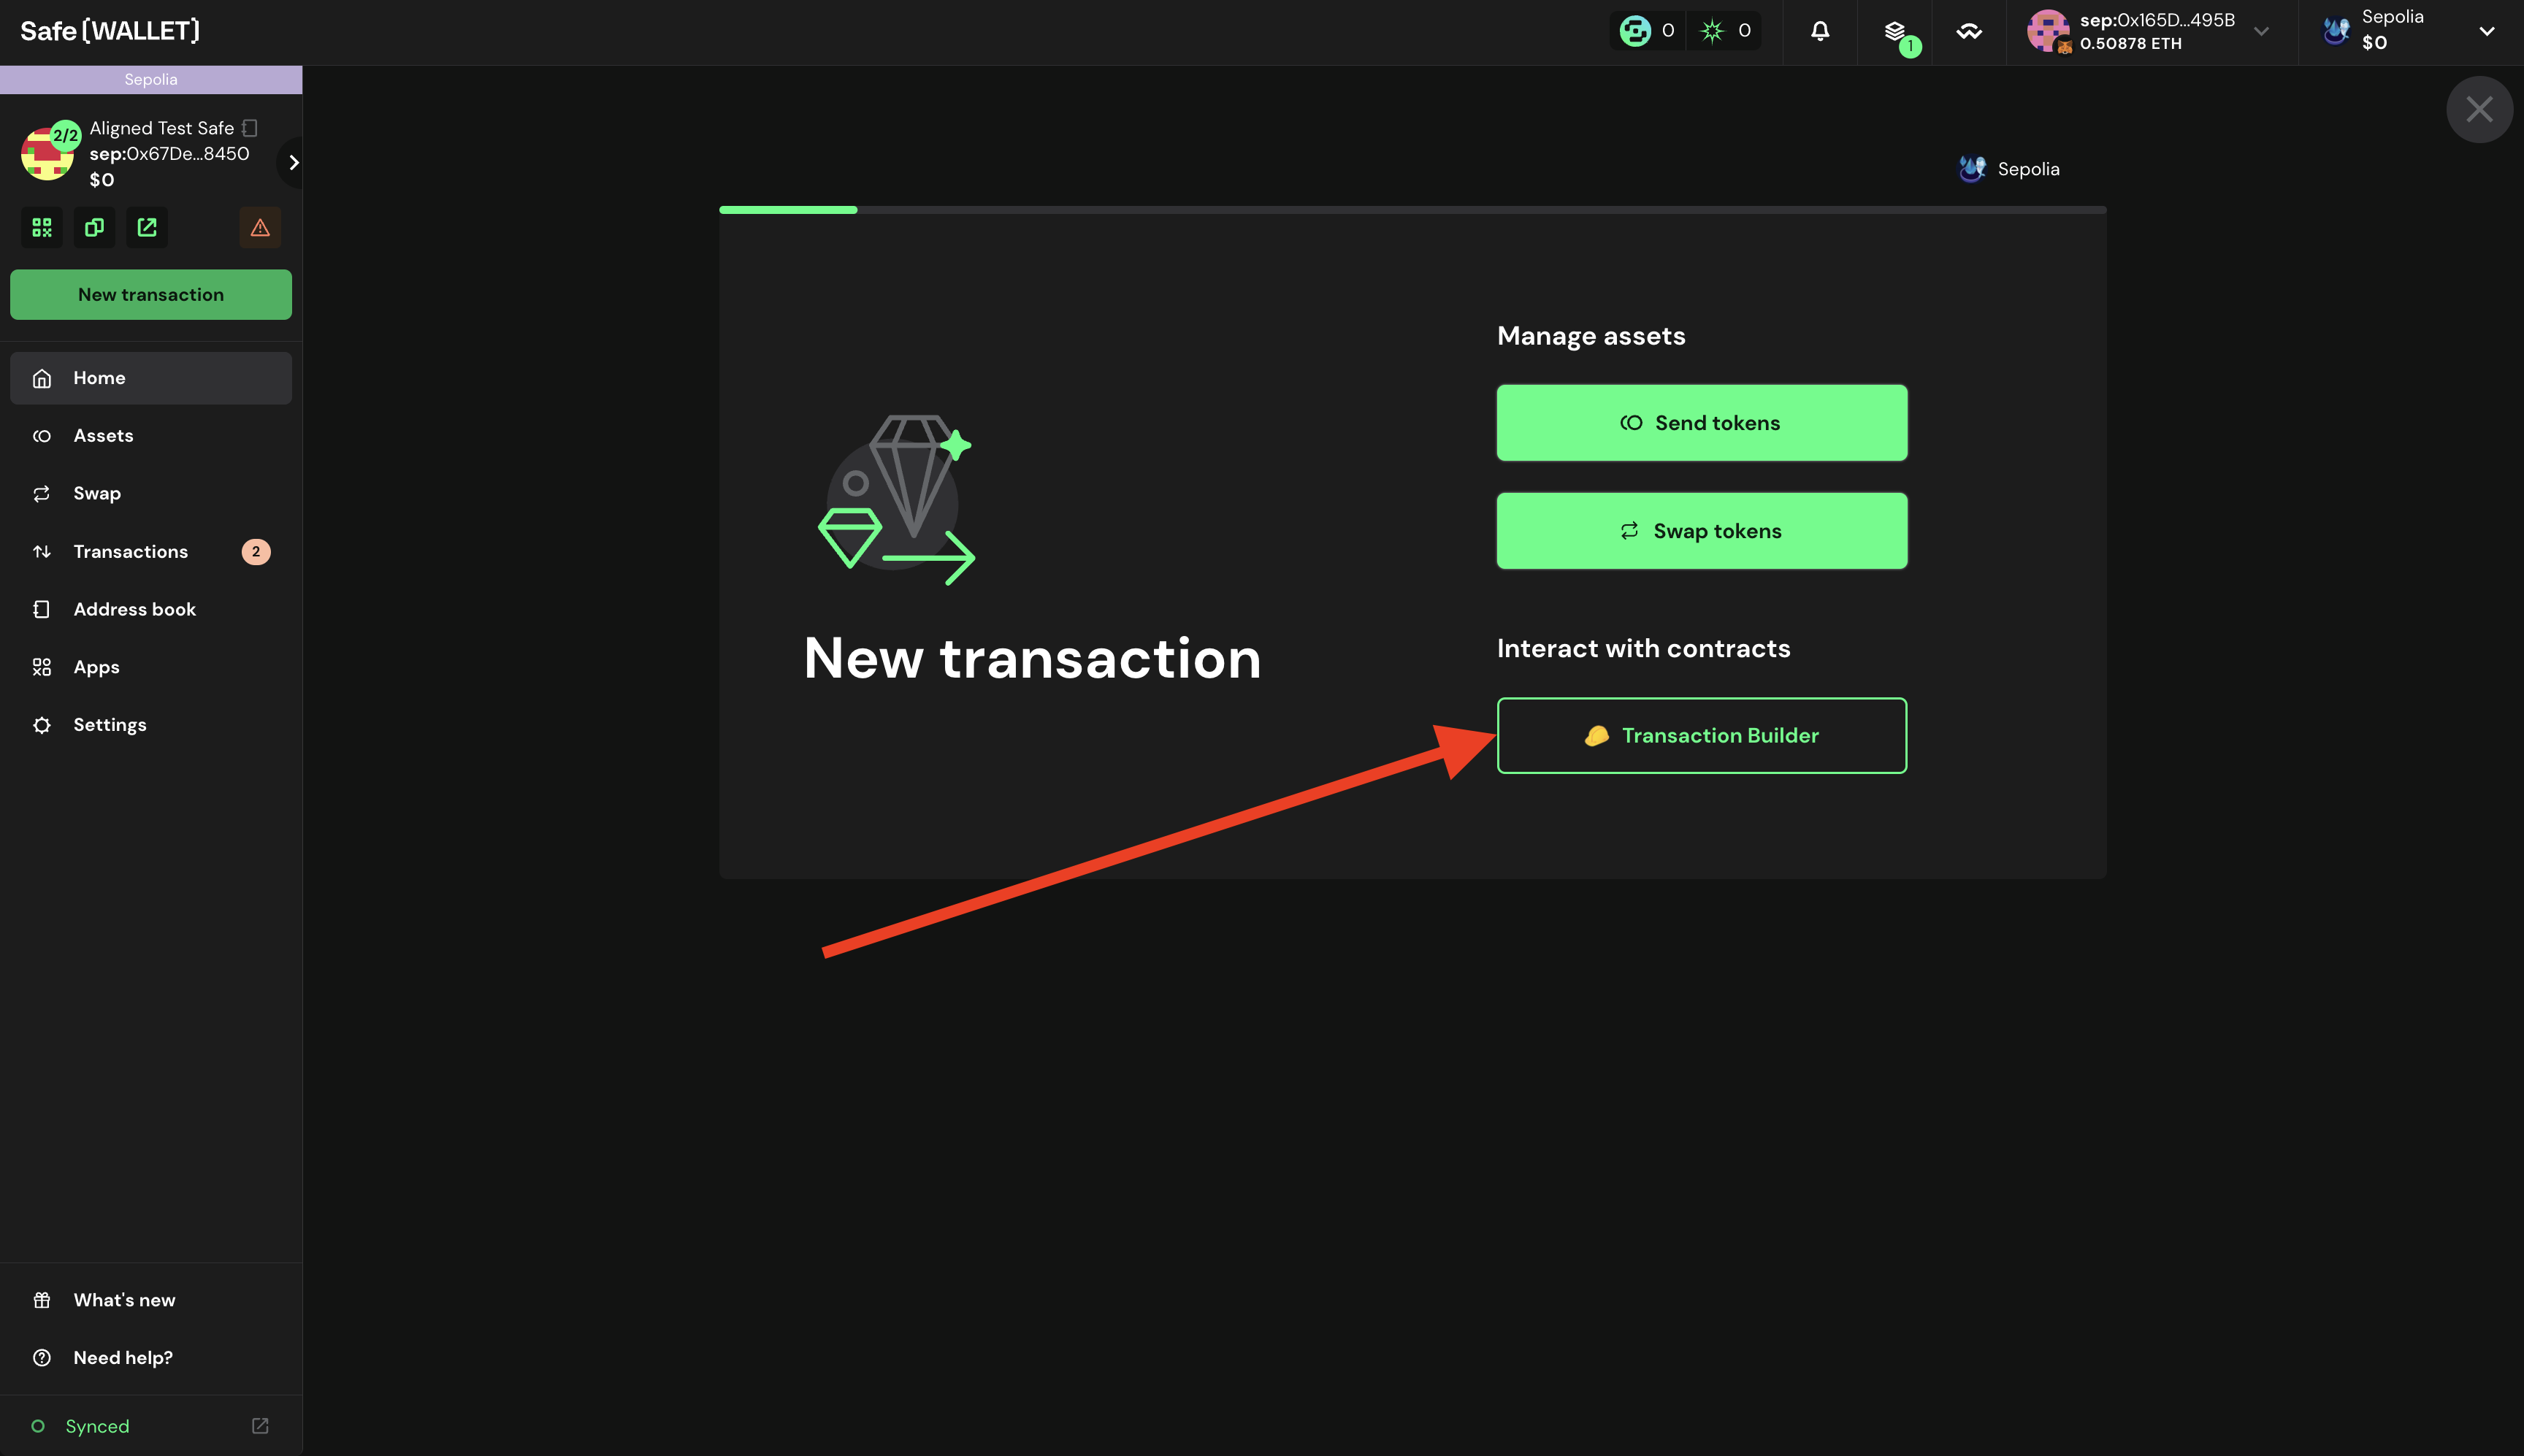 Safe{WALLET}
0
0
1
sep:0x165D...495B
0.50878 ETH
Sepolia
$0
Sepolia
2/2
Aligned Test Safe
sep:0x67De...8450
$0
New transaction
Home
Assets
Swap
Transactions
2
Address book
Apps
Settings
What's new
Need help?
Synced
Sepolia
New transaction
Manage assets
Send tokens
Swap tokens
Interact with contracts
Transaction Builder